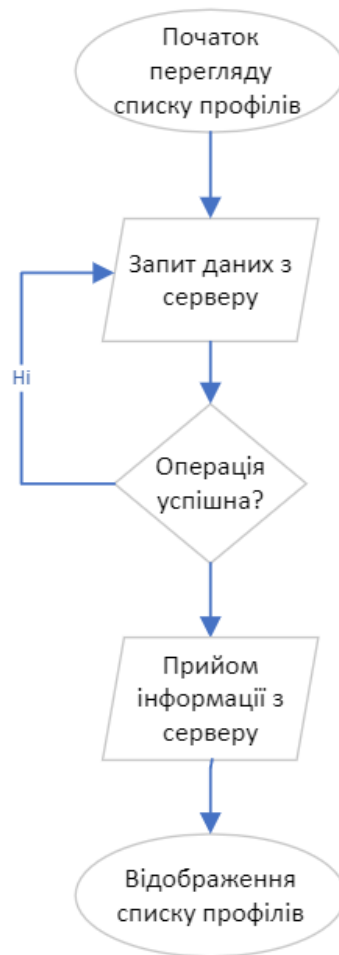 Початок
перегляду
списку профілів
Запит даних з
серверу
Ні
Операція
успішна?
Прийом
інформації з
серверу
Відображення
списку профілів